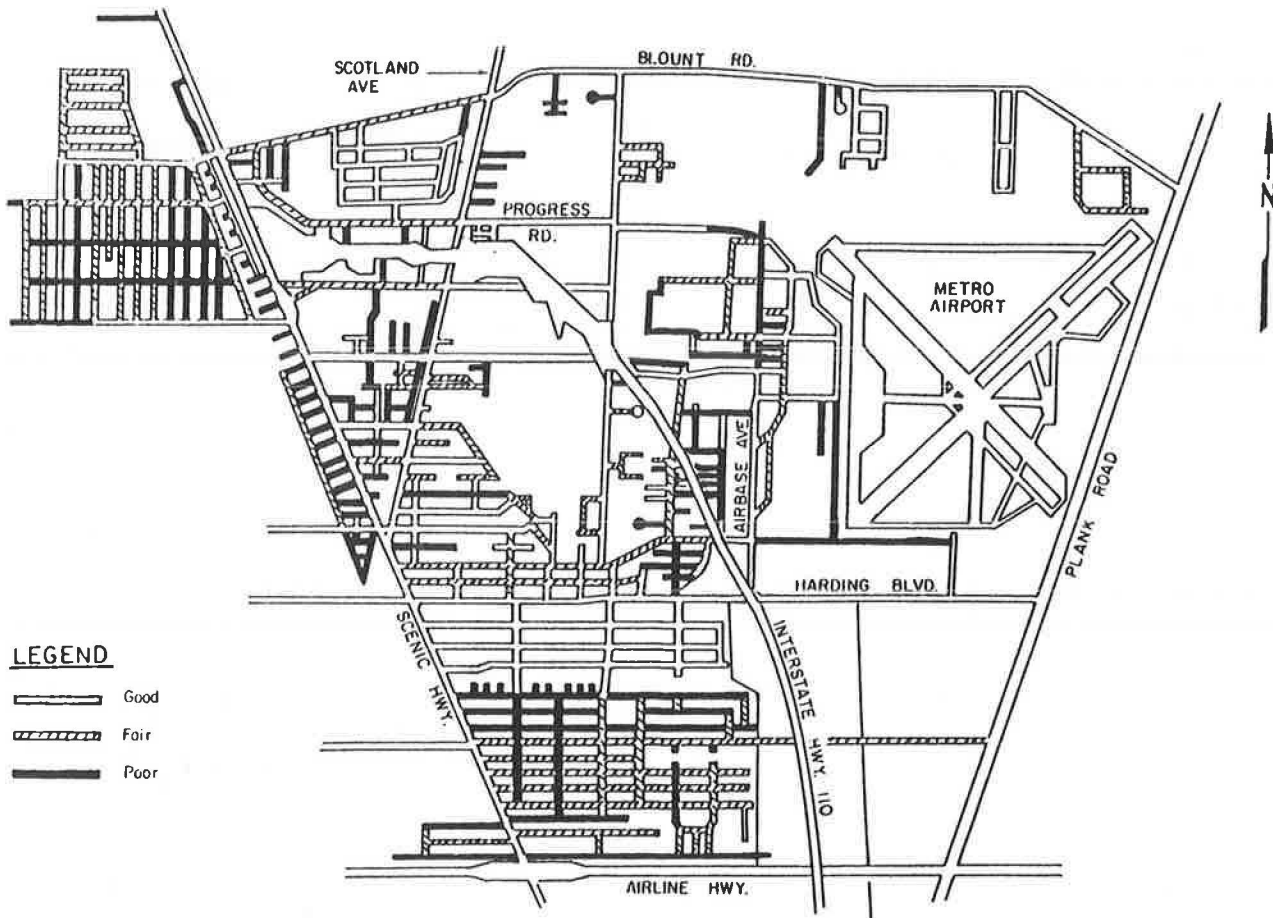 SCOTLAND
AVE
BLOUNT RD.
N
PROGRESS
RD.
METRO
AIRPORT
AIRBASE AVE
PLANK ROAD
HARDING BLVD.
SCENIC HWY.
INTERSTATE HWY. 110
LEGEND
Good
Fair
Poor
AIRLINE HWY.